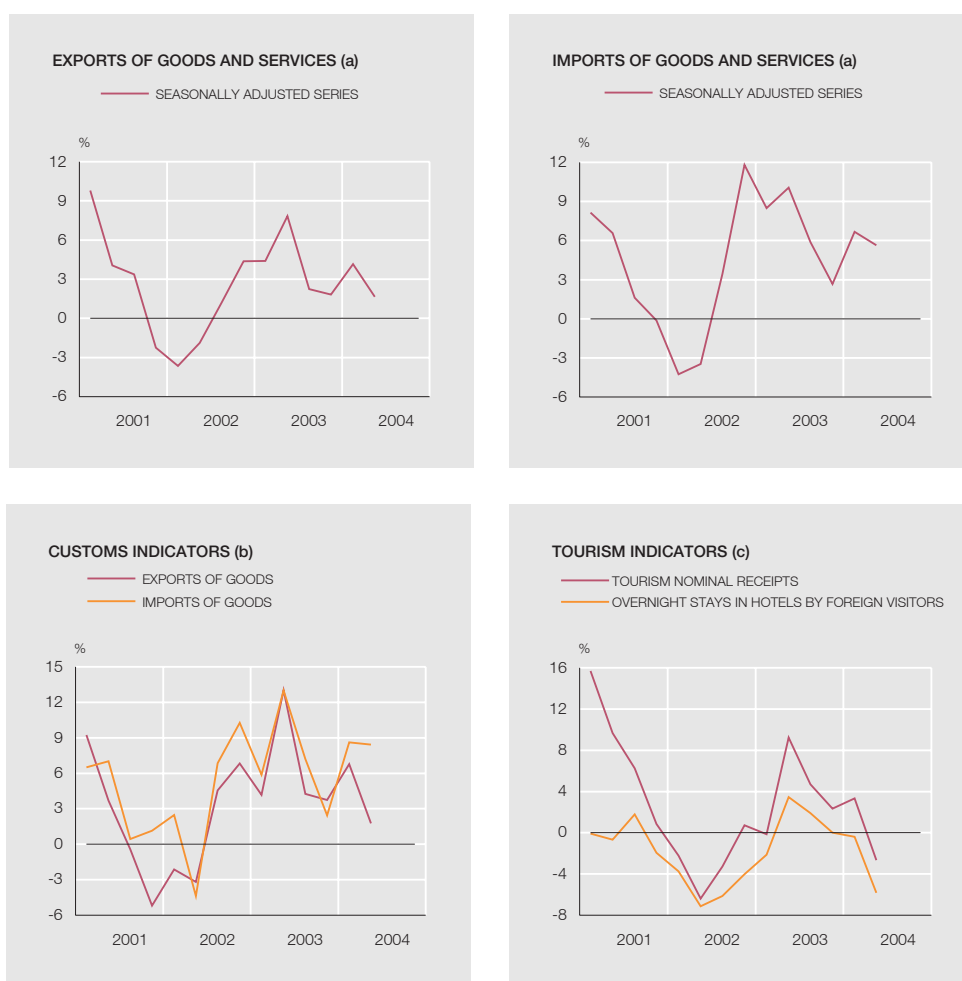 EXPORTS OF GOODS AND SERVICES (a)
SEASONALLY ADJUSTED SERIES
%
12
9
6
3
0
-3
-6
2001 2002 2003 2004
IMPORTS OF GOODS AND SERVICES (a)
SEASONALLY ADJUSTED SERIES
%
12
9
6
3
0
-3
-6
2001 2002 2003 2004
CUSTOMS INDICATORS (b)
EXPORTS OF GOODS
IMPORTS OF GOODS
%
15
12
9
6
3
0
-3
-6
2001 2002 2003 2004
TOURISM INDICATORS (c)
TOURISM NOMINAL RECEIPTS
OVERNIGHT STAYS IN HOTELS BY FOREIGN VISITORS
%
16
12
8
4
0
-4
-8
2001 2002 2003 2004